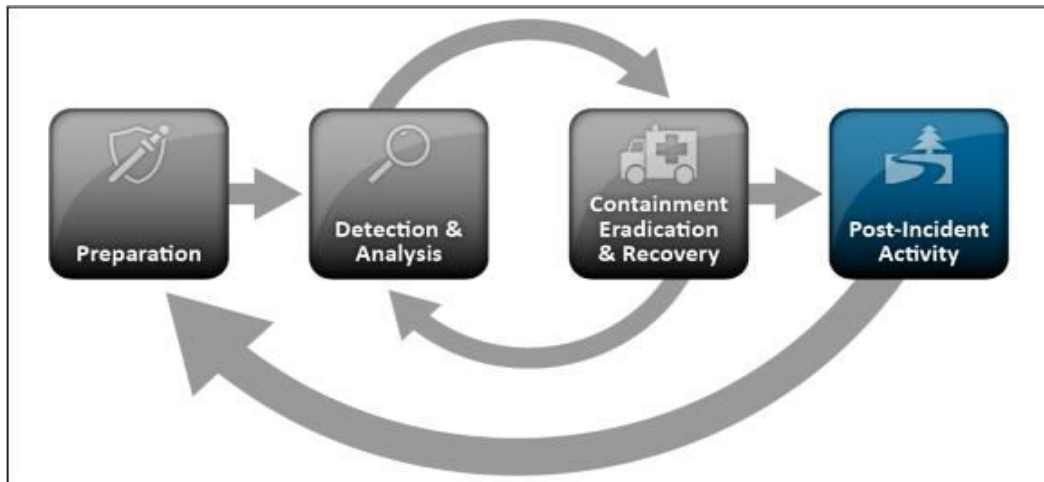 Preparation
Detection &
Analysis
Containment
Eradication
& Recovery
Post-Incident
Activity